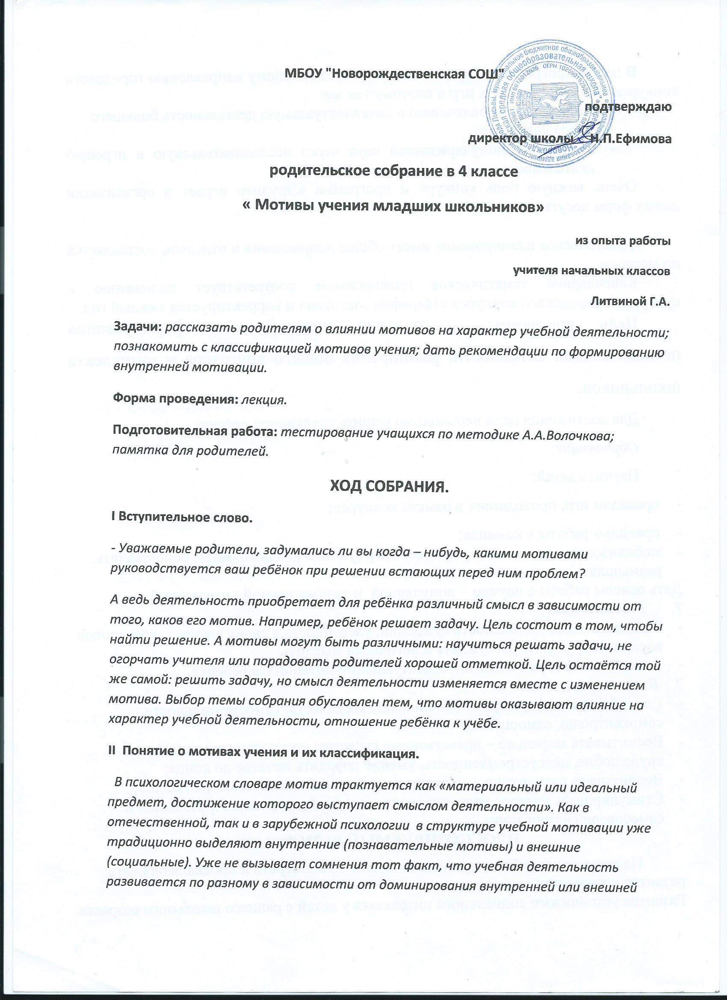 МБОУ "Новорождественская СОШ"
подтверждаю
директор школы Н.П.Ефимова
родительское собрание в 4 классе
« Мотивы учения младших школьников»
из опыта работы
учителя начальных классов
Литвиной Г.А.
Задачи: рассказать родителям о влиянии мотивов на характер учебной деятельности;
познакомить с классификацией мотивов учения; дать рекомендации по формированию
внутренней мотивации.
Форма проведения: лекция.
Подготовительная работа: тестирование учащихся по методике А.А.Волочкова;
памятка для родителей.
ХОД СОБРАНИЯ.
I Вступительное слово.
- Уважаемые родители, задумались ли вы когда – нибудь, какими мотивами
руководствуется ваш ребёнок при решении встающих перед ним проблем?
А ведь деятельность приобретает для ребёнка различный смысл в зависимости от
того, каков его мотив. Например, ребёнок решает задачу. Цель состоит в том, чтобы
найти решение. А мотивы могут быть различными: научиться решать задачи, не
огорчать учителя или порадовать родителей хорошей отметкой. Цель остаётся той
же самой: решить задачу, но смысл деятельности изменяется вместе с изменением
мотива. Выбор темы собрания обусловлен тем, что мотивы оказывают влияние на
характер учебной деятельности, отношение ребёнка к учёбе.
II Понятие о мотивах учения и их классификация.
В психологическом словаре мотив трактуется как «материальный или идеальный
предмет, достижение которого выступает смыслом деятельности». Как в
отечественной, так и в зарубежной психологии в структуре учебной мотивации уже
традиционно выделяют внутренние (познавательные мотивы) и внешние
(социальные). Уже не вызывает сомнения тот факт, что учебная деятельность
развивается по разному в зависимости от доминирования внутренней или внешней
муниципальное бюджетное общеобразовательное
средняя общеобразовательная школа"
ИНН 5918012626 ОГРН 1025901925961